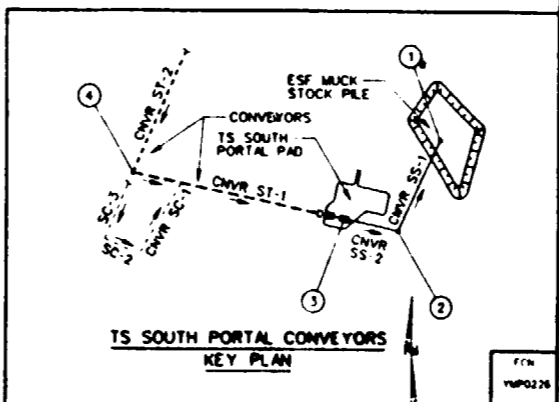 1
ESF MUCK
STOCK PILE
4
CNVR ST-2
CONVEYORS
TS SOUTH
PORTAL PAD
CNVR ST-1
CNVR SS-1
SC-3
CNVR SC-1
SC-2
CNVR
SS-2
3
2
TS SOUTH PORTAL CONVEYORS
KEY PLAN
N
FCN
YMP0226